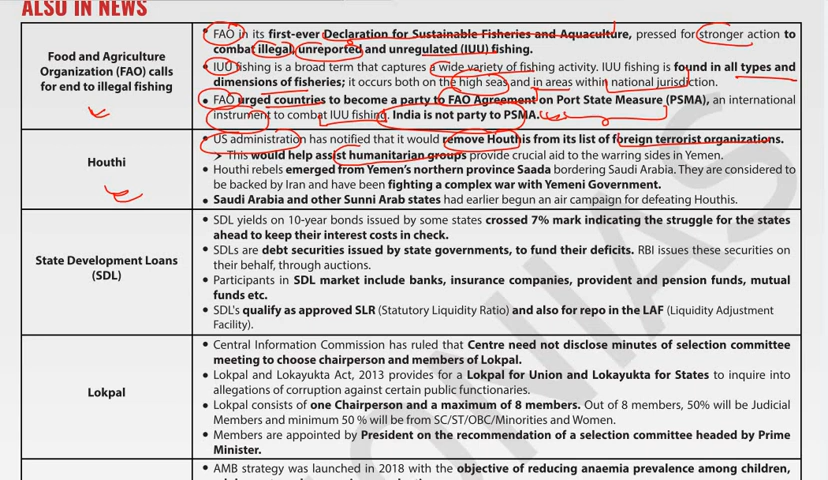 ALSO IN NEWS
Food and Agriculture
Organization (FAO) calls
for end to illegal fishing
• FAO in its first-ever Declaration for Sustainable Fisheries and Aquaculture, pressed for stronger action to
combat illegal, unreported and unregulated (IUU) fishing.
• IUU fishing is a broad term that captures a wide variety of fishing activity. IUU fishing is found in all types and
dimensions of fisheries; it occurs both on the high seas and in areas within national jurisdiction.
• FAO urged countries to become a party to FAO Agreement on Port State Measure (PSMA), an international
instrument to combat IUU fishing. India is not party to PSMA.
Houthi
• US administration has notified that it would remove Houthis from its list of foreign terrorist organizations.
➢ This would help assist humanitarian groups provide crucial aid to the warring sides in Yemen.
• Houthi rebels emerged from Yemen's northern province Saada bordering Saudi Arabia. They are considered to
be backed by Iran and have been fighting a complex war with Yemeni Government.
• Saudi Arabia and other Sunni Arab states had earlier begun an air campaign for defeating Houthis.
State Development Loans
(SDL)
• SDL yields on 10-year bonds issued by some states crossed 7% mark indicating the struggle for the states
ahead to keep their interest costs in check.
• SDLs are debt securities issued by state governments, to fund their deficits. RBI issues these securities on
their behalf, through auctions.
• Participants in SDL market include banks, insurance companies, provident and pension funds, mutual
funds etc.
• SDL's qualify as approved SLR (Statutory Liquidity Ratio) and also for repo in the LAF (Liquidity Adjustment
Facility).
Lokpal
• Central Information Commission has ruled that Centre need not disclose minutes of selection committee
meeting to choose chairperson and members of Lokpal.
• Lokpal and Lokayukta Act, 2013 provides for a Lokpal for Union and Lokayukta for States to inquire into
allegations of corruption against certain public functionaries.
• Lokpal consists of one Chairperson and a maximum of 8 members. Out of 8 members, 50% will be Judicial
Members and minimum 50 % will be from SC/ST/OBC/Minorities and Women.
• Members are appointed by President on the recommendation of a selection committee headed by Prime
Minister.
• AMB strategy was launched in 2018 with the objective of reducing anaemia prevalence among children,